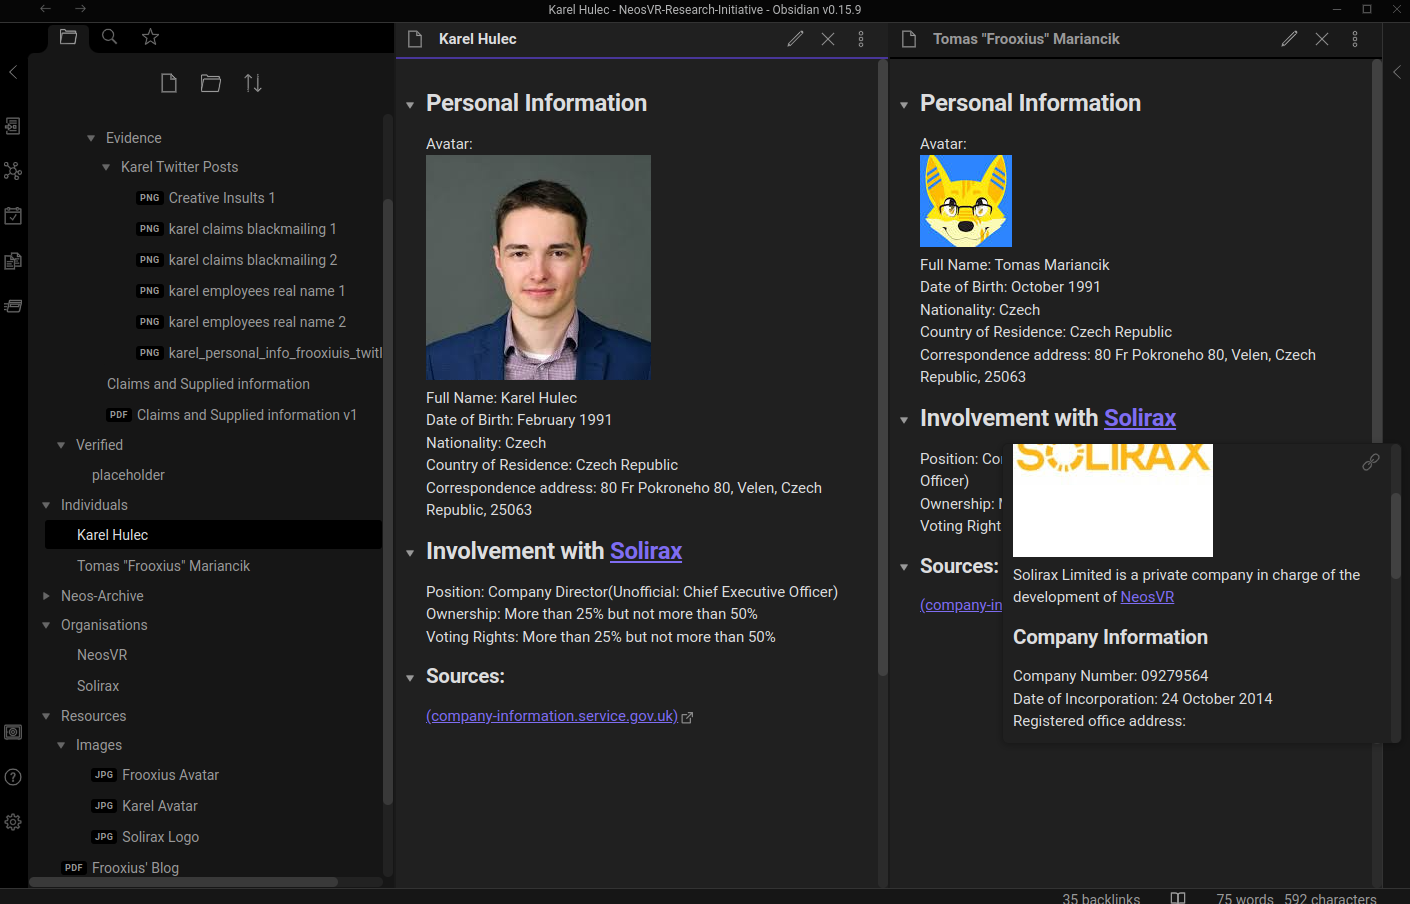 Karel Hulec - NeosVR-Research-Initiative - Obsidian v0.15.9
Evidence
Karel Twitter Posts
PNG Creative Insults 1
PNG karel claims blackmailing 1
PNG karel claims blackmailing 2
PNG karel employees real name 1
PNG karel employees real name 2
PNG karel_personal_info_frooxiuis_twit
Claims and Supplied information
PDF Claims and Supplied information v1
Verified
placeholder
Individuals
Karel Hulec
Tomas "Frooxius" Mariancik
Neos-Archive
Organisations
NeosVR
Solirax
Resources
Images
JPG Frooxius Avatar
JPG Karel Avatar
JPG Solirax Logo
PDF Frooxius' Blog
Karel Hulec
Personal Information
Avatar:
Full Name: Karel Hulec
Date of Birth: February 1991
Nationality: Czech
Country of Residence: Czech Republic
Correspondence address: 80 Fr Pokroneho 80, Velen, Czech
Republic, 25063
Involvement with Solirax
Position: Company Director(Unofficial: Chief Executive Officer)
Ownership: More than 25% but not more than 50%
Voting Rights: More than 25% but not more than 50%
Sources:
(company-information.service.gov.uk)
Tomas "Frooxius" Mariancik
Personal Information
Avatar:
Full Name: Tomas Mariancik
Date of Birth: October 1991
Nationality: Czech
Country of Residence: Czech Republic
Correspondence address: 80 Fr Pokroneho 80, Velen, Czech
Republic, 25063
Involvement with Solirax
Position: Co
Officer)
Ownership:
Voting Right
Sources:
(company-in
SOLIRAX
Solirax Limited is a private company in charge of the
development of NeosVR
Company Information
Company Number: 09279564
Date of Incorporation: 24 October 2014
Registered office address:
35 backlinks
75 words 592 characters